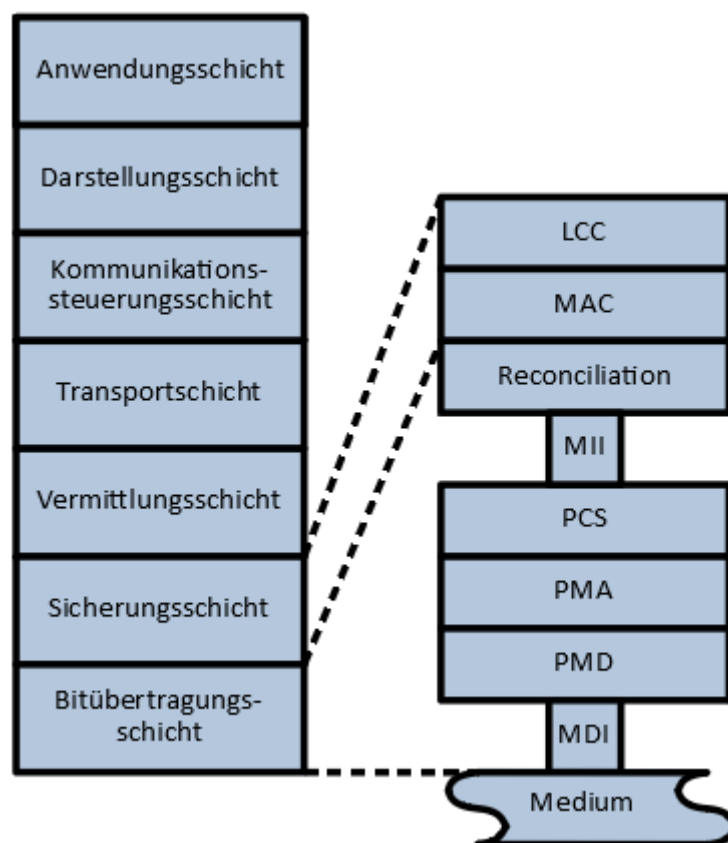 Anwendungsschicht
Darstellungsschicht
Kommunikations-
steuerungsschicht
Transportschicht
Vermittlungsschicht
Sicherungsschicht
Bitübertragungs-
schicht
LCC
MAC
Reconciliation
MII
PCS
PMA
PMD
MDI
Medium